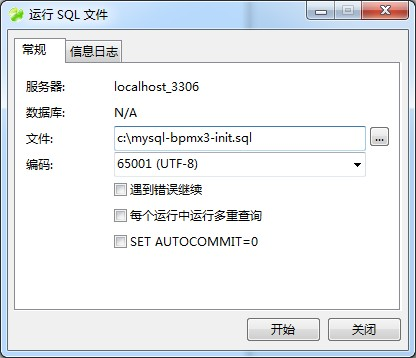 运行 SQL 文件
常规 信息日志
服务器: localhost_3306
数据库: N/A
文件: c:\mysql-bpmx3-init.sql ...
编码: 65001 (UTF-8)
遇到错误继续
每个运行中运行多重查询
SET AUTOCOMMIT=0
开始 关闭